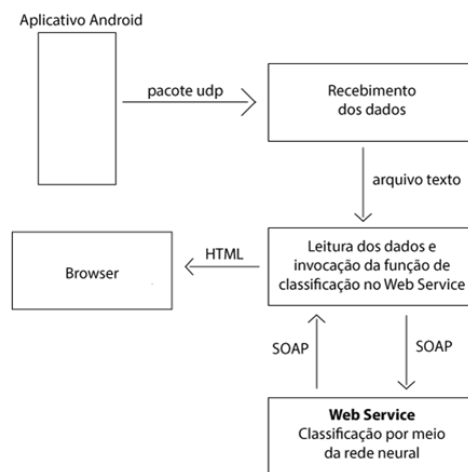 Aplicativo Android
pacote udp
Recebimento
dos dados
arquivo texto
Leitura dos dados e
invocação da função de
classificação no Web Service
HTML
Browser
SOAP
SOAP
Web Service
Classificação por meio
da rede neural